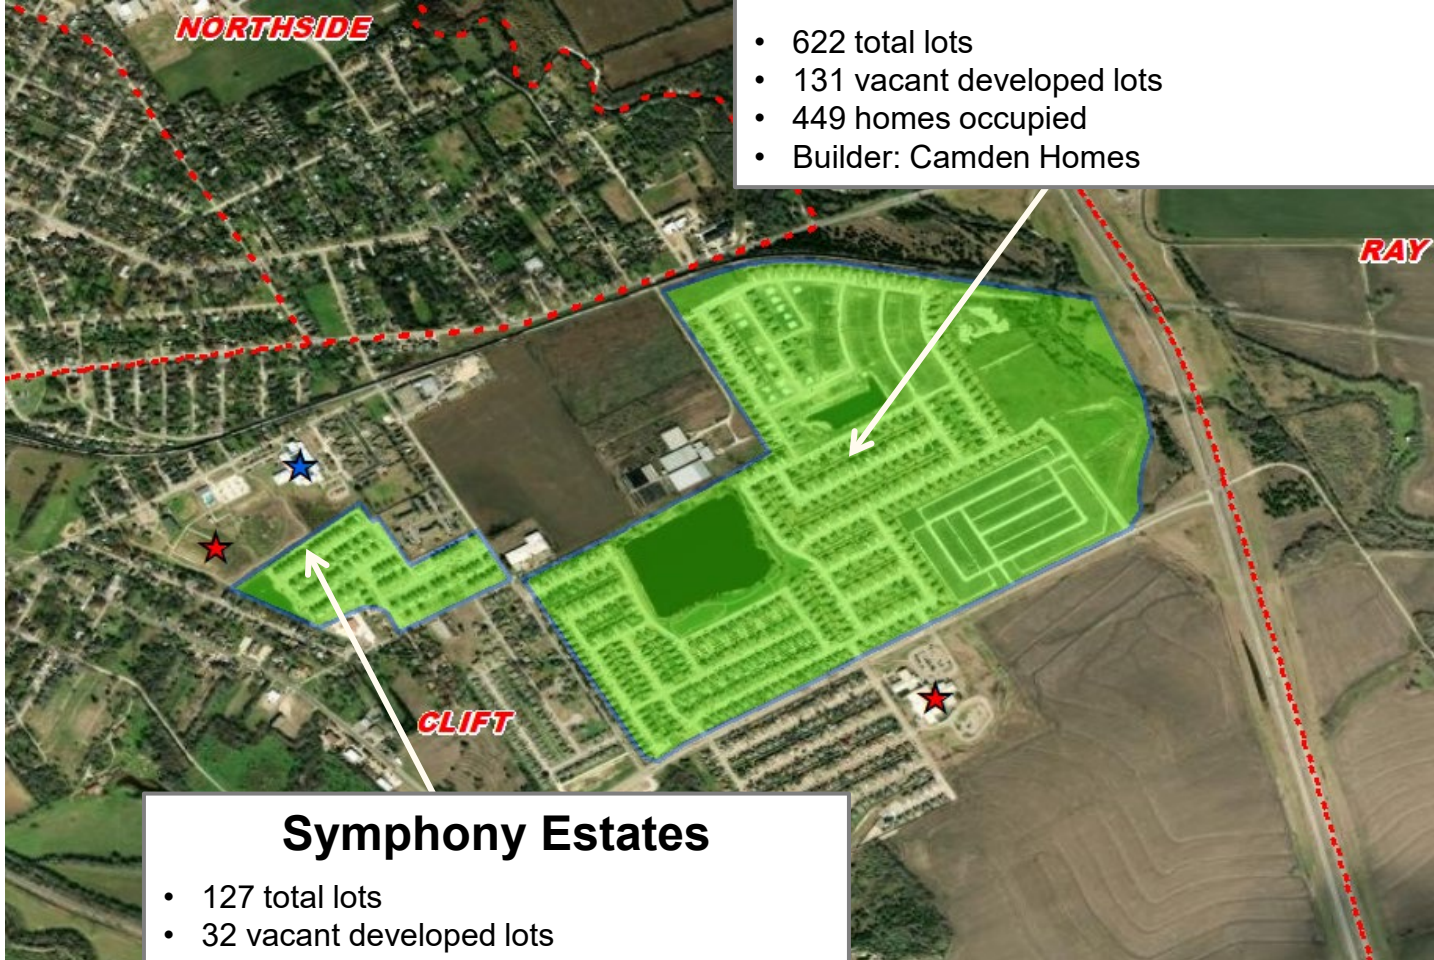 NORTHSIDE
• 622 total lots
• 131 vacant developed lots
• 449 homes occupied
• Builder: Camden Homes
RAY
CLIFT
Symphony Estates
• 127 total lots
• 32 vacant developed lots